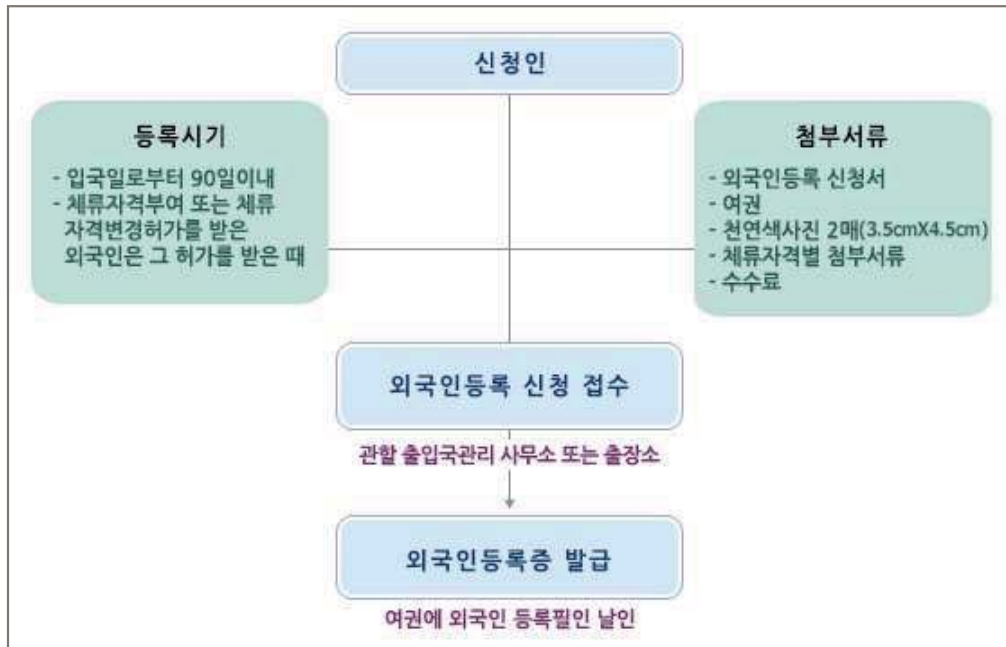 신청인
등록시기
- 입국일로부터 90일이내
- 체류자격부여 또는 체류
자격변경허가를 받은
외국인은 그 허가를 받은 때
첨부서류
- 외국인등록 신청서
- 여권
- 천연색사진 2매(3.5cmX4.5cm)
- 체류자격별 첨부서류
- 수수료
외국인등록 신청 접수
관할 출입국관리 사무소 또는 출장소
외국인등록증 발급
여권에 외국인 등록필인 날인